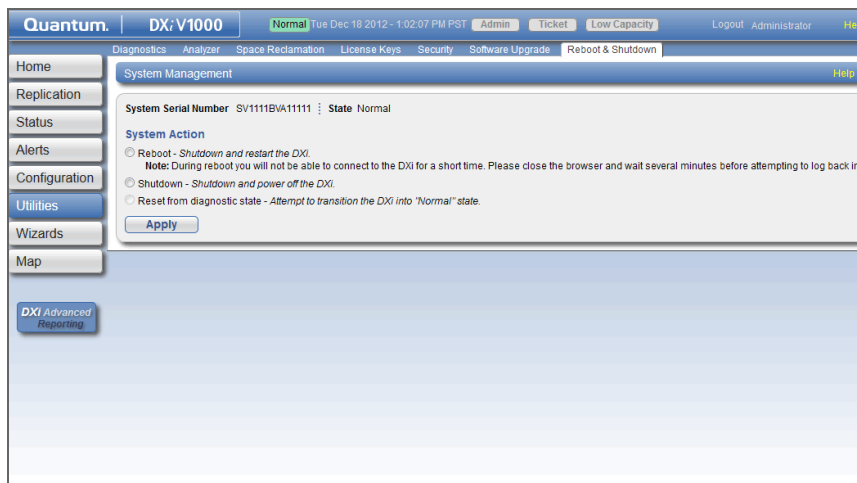 Quantum. DXi V1000 Normal Tue Dec 18 2012 - 1:02:07 PM PST Admin Ticket Low Capacity Logout Administrator He
Diagnostics Analyzer Space Reclamation License Keys Security Software Upgrade Reboot & Shutdown
Home
System Management Help
Replication
System Serial Number SV1111BVA11111 State Normal
Status
System Action
Alerts
Reboot - Shutdown and restart the DXi.
Note: During reboot you will not be able to connect to the DXi for a short time. Please close the browser and wait several minutes before attempting to log back in
Configuration
Shutdown - Shutdown and power off the DXi.
Utilities
Reset from diagnostic state - Attempt to transition the DXi into "Normal" state.
Apply
Wizards
Map
DXi Advanced
Reporting